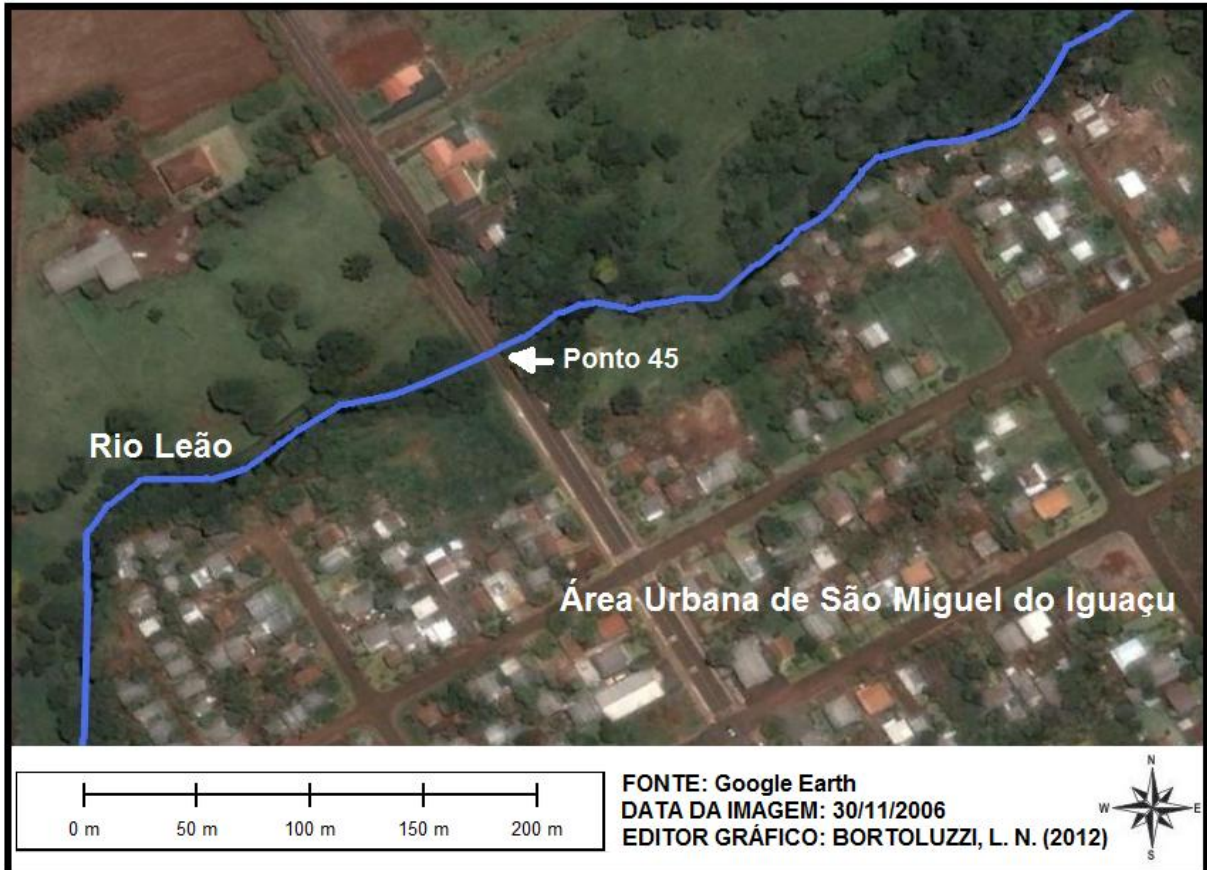 Ponto 45
Rio Leão
Área Urbana de São Miguel do Iguaçu
0 m 50 m 100 m 150 m 200 m
FONTE: Google Earth
DATA DA IMAGEM: 30/11/2006
EDITOR GRÁFICO: BORTOLUZZI, L. N. (2012)
N
W E
S